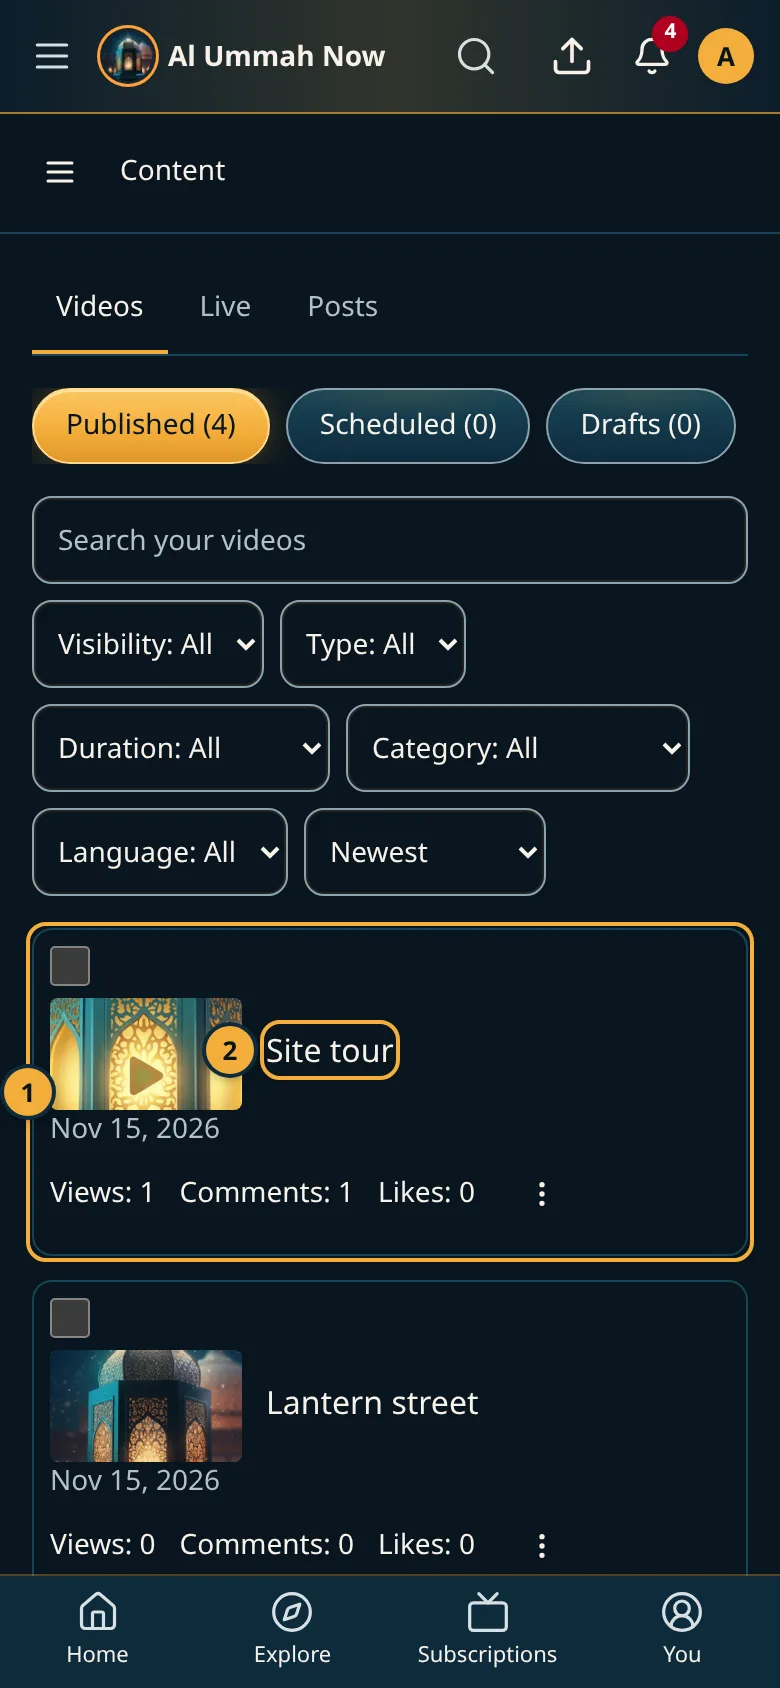 Al Ummah Now
4
A
Content
Videos Live Posts
Published (4) Scheduled (0) Drafts (0)
Search your videos
Visibility: All Type: All
Duration: All Category: All
Language: All Newest
2 Site tour
1
Nov 15, 2026
Views: 1 Comments: 1 Likes: 0
Lantern street
Nov 15, 2026
Views: 0 Comments: 0 Likes: 0
Home Explore Subscriptions You